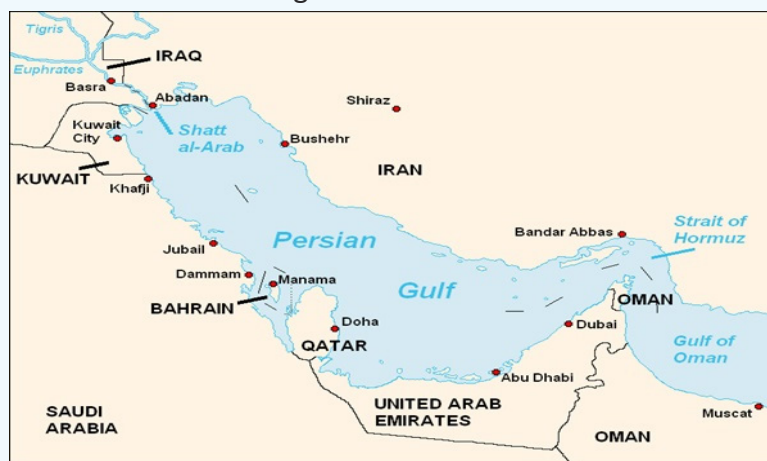 Tigris
IRAQ
Euphrates
Basra
Abadan
Shiraz
Kuwait
City
Shatt
al-Arab
Bushehr
KUWAIT
IRAN
Khafji
Persian
Bandar Abbas
Strait of
Hormuz
Jubail
Dammam
Manama
Gulf
BAHRAIN
OMAN
Doha
Dubai
QATAR
Gulf of
Oman
Abu Dhabi
SAUDI
ARABIA
UNITED ARAB
EMIRATES
Muscat
OMAN